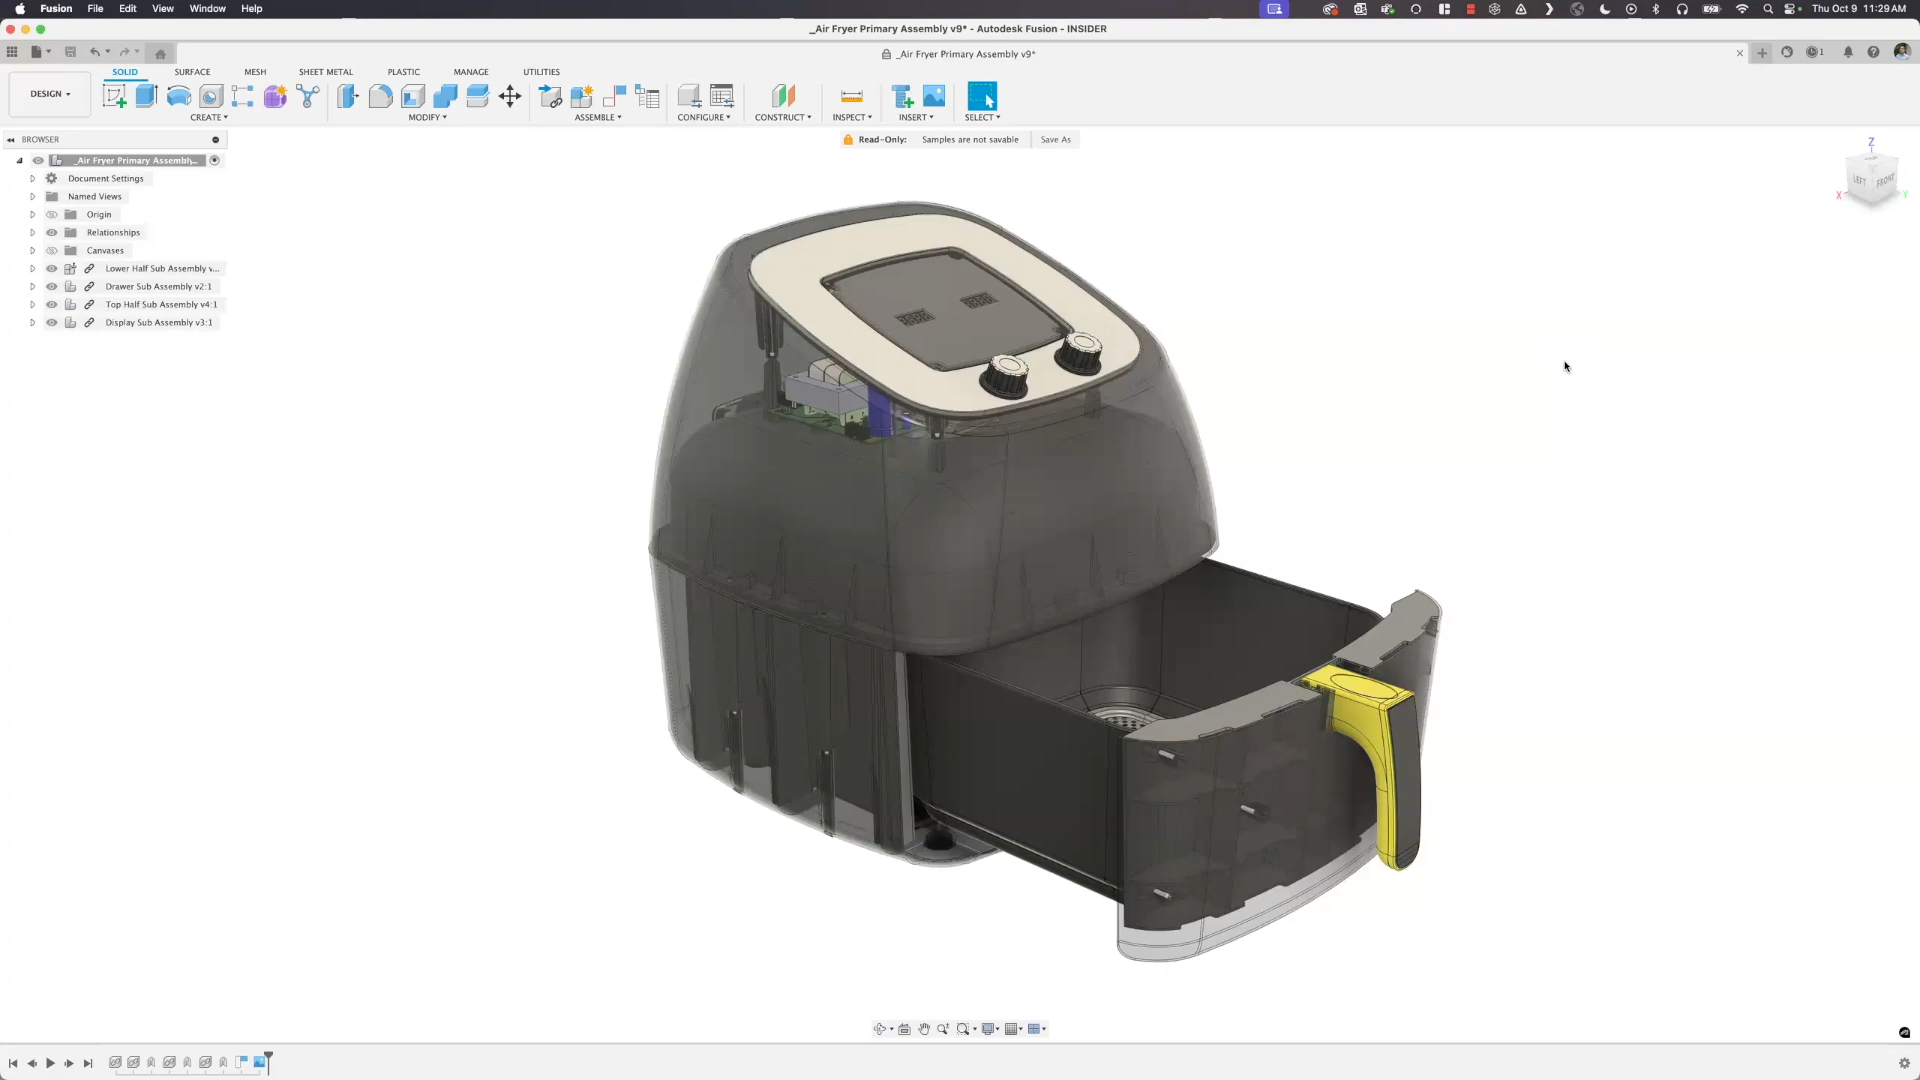 Fusion File Edit View Window Help Thu Oct 9 11:29AM
_Air Fryer Primary Assembly v9* - Autodesk Fusion - INSIDER
_Air Fryer Primary Assembly v9*
1
SOLID SURFACE MESH SHEET METAL PLASTIC MANAGE UTILITIES
DESIGN
CREATE MODIFY ASSEMBLE CONFIGURE CONSTRUCT INSPECT INSERT SELECT
BROWSER
Read-Only: Samples are not savable Save As
_Air Fryer Primary Assembly...
Document Settings
Named Views
Origin
Relationships
Canvases
Lower Half Sub Assembly v...
Drawer Sub Assembly v2:1
Top Half Sub Assembly v4:1
Display Sub Assembly v3:1
Z
LEFT FRONT
X Y